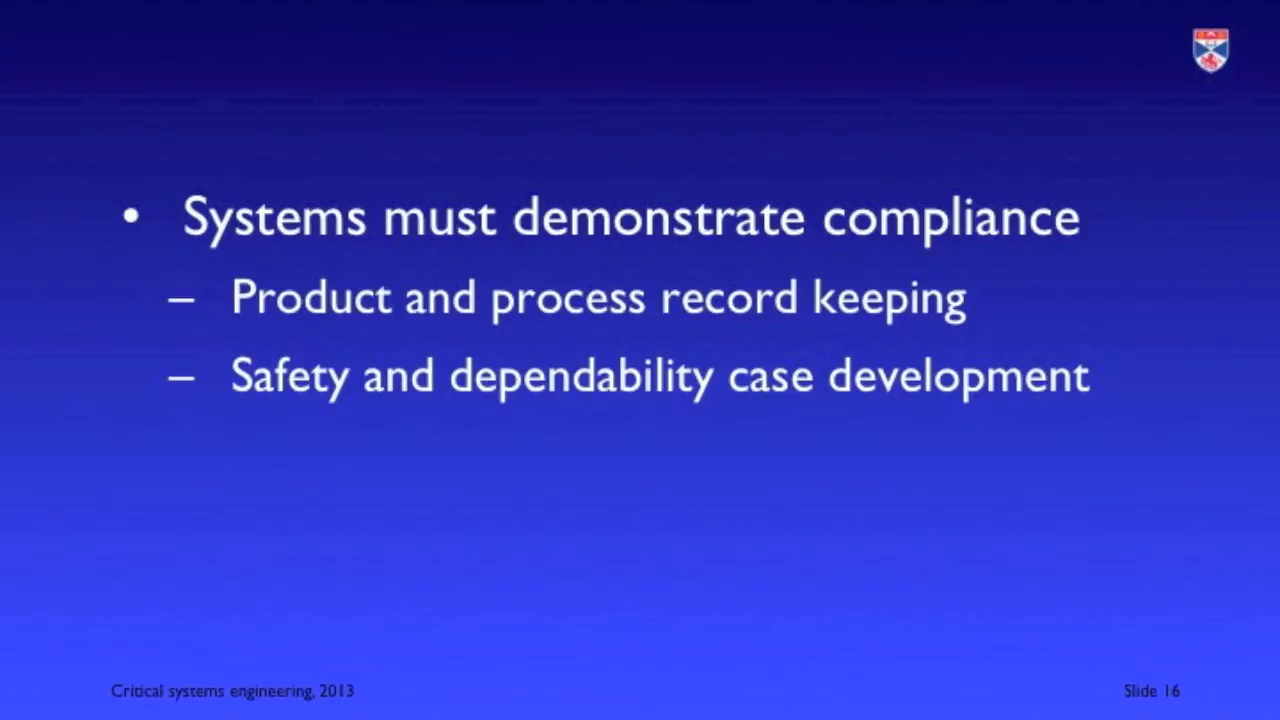 • Systems must demonstrate compliance
– Product and process record keeping
– Safety and dependability case development
Critical systems engineering, 2013
Slide 16